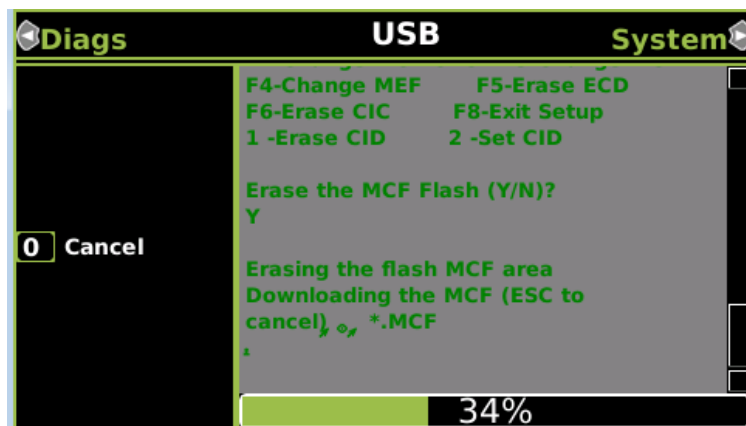 Diags USB System
F4-Change MEF F5-Erase ECD
F6-Erase CIC F8-Exit Setup
1 -Erase CID 2 -Set CID
Erase the MCF Flash (Y/N)?
Y
0 Cancel
Erasing the flash MCF area
Downloading the MCF (ESC to
cancel) *.MCF
34%